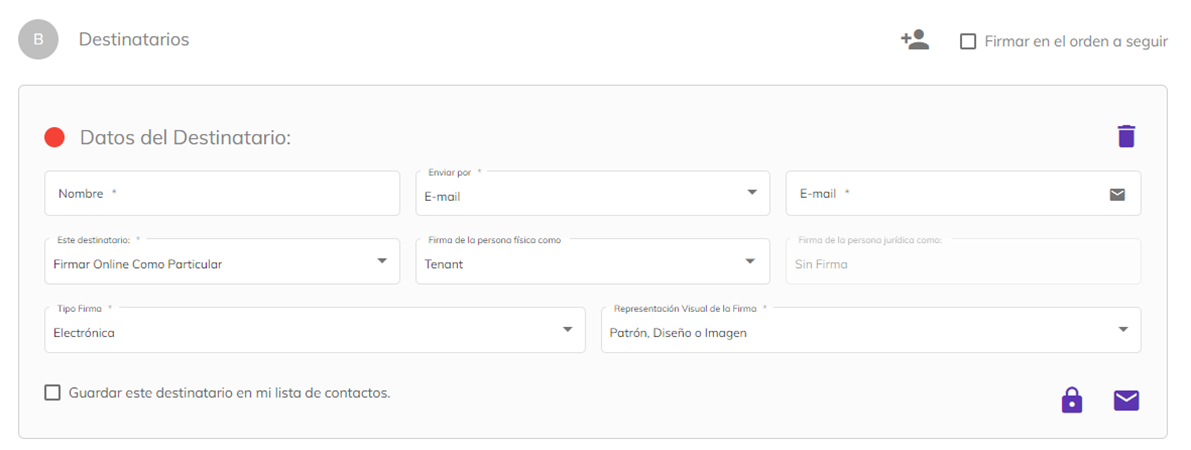 B Destinatarios Firmar en el orden a seguir
Datos del Destinatario:
Nombre *
Enviar por *
E-mail
E-mail *
Este destinatario: *
Firmar Online Como Particular
Firma de la persona física como
Tenant
Firma de la persona jurídica como:
Sin Firma
Tipo Firma *
Electrónica
Representación Visual de la Firma *
Patrón, Diseño o Imagen
Guardar este destinatario en mi lista de contactos.